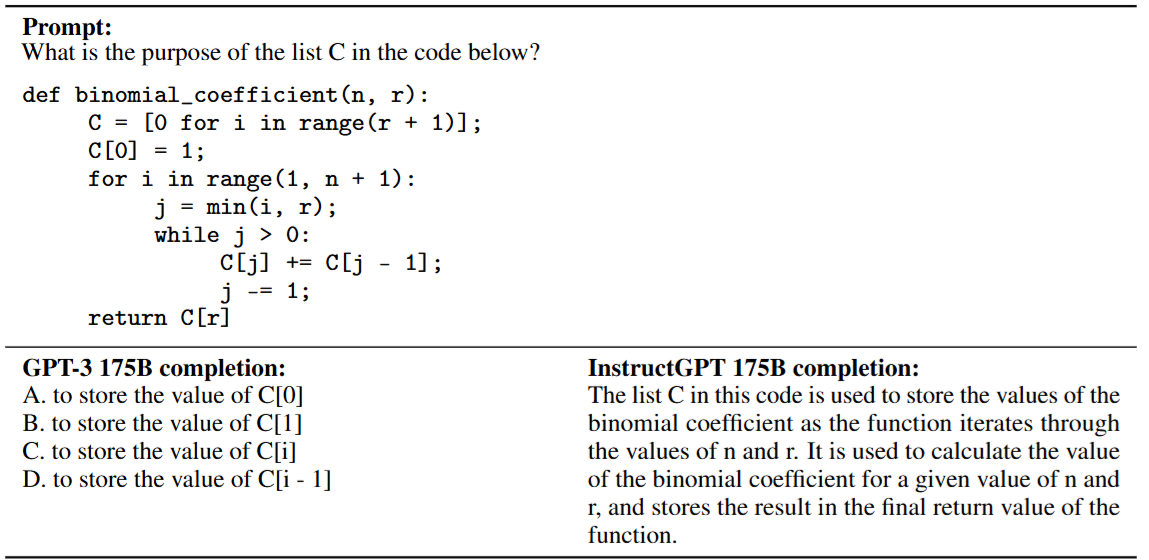 Prompt:
What is the purpose of the list C in the code below?
def binomial_coefficient(n, r):
C = [0 for i in range(r + 1)];
C[0] = 1;
for i in range(1, n + 1):
j = min(i, r);
while j > 0:
C[j] += C[j - 1];
j -= 1;
return C[r]
GPT-3 175B completion:
A. to store the value of C[0]
B. to store the value of C[1]
C. to store the value of C[i]
D. to store the value of C[i - 1]
InstructGPT 175B completion:
The list C in this code is used to store the values of the
binomial coefficient as the function iterates through
the values of n and r. It is used to calculate the value
of the binomial coefficient for a given value of n and
r, and stores the result in the final return value of the
function.